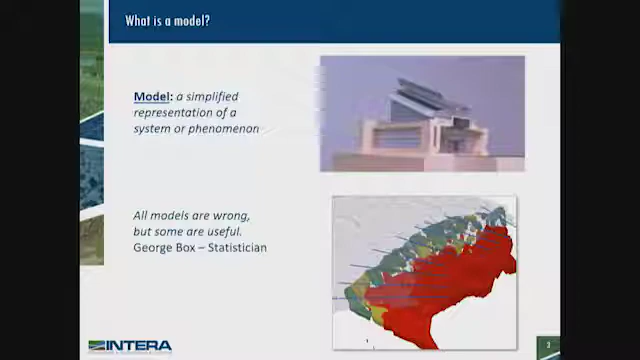 What is a model?
Model: a simplified
representation of a
system or phenomenon
All models are wrong,
but some are useful.
George Box – Statistician
INTERA
3